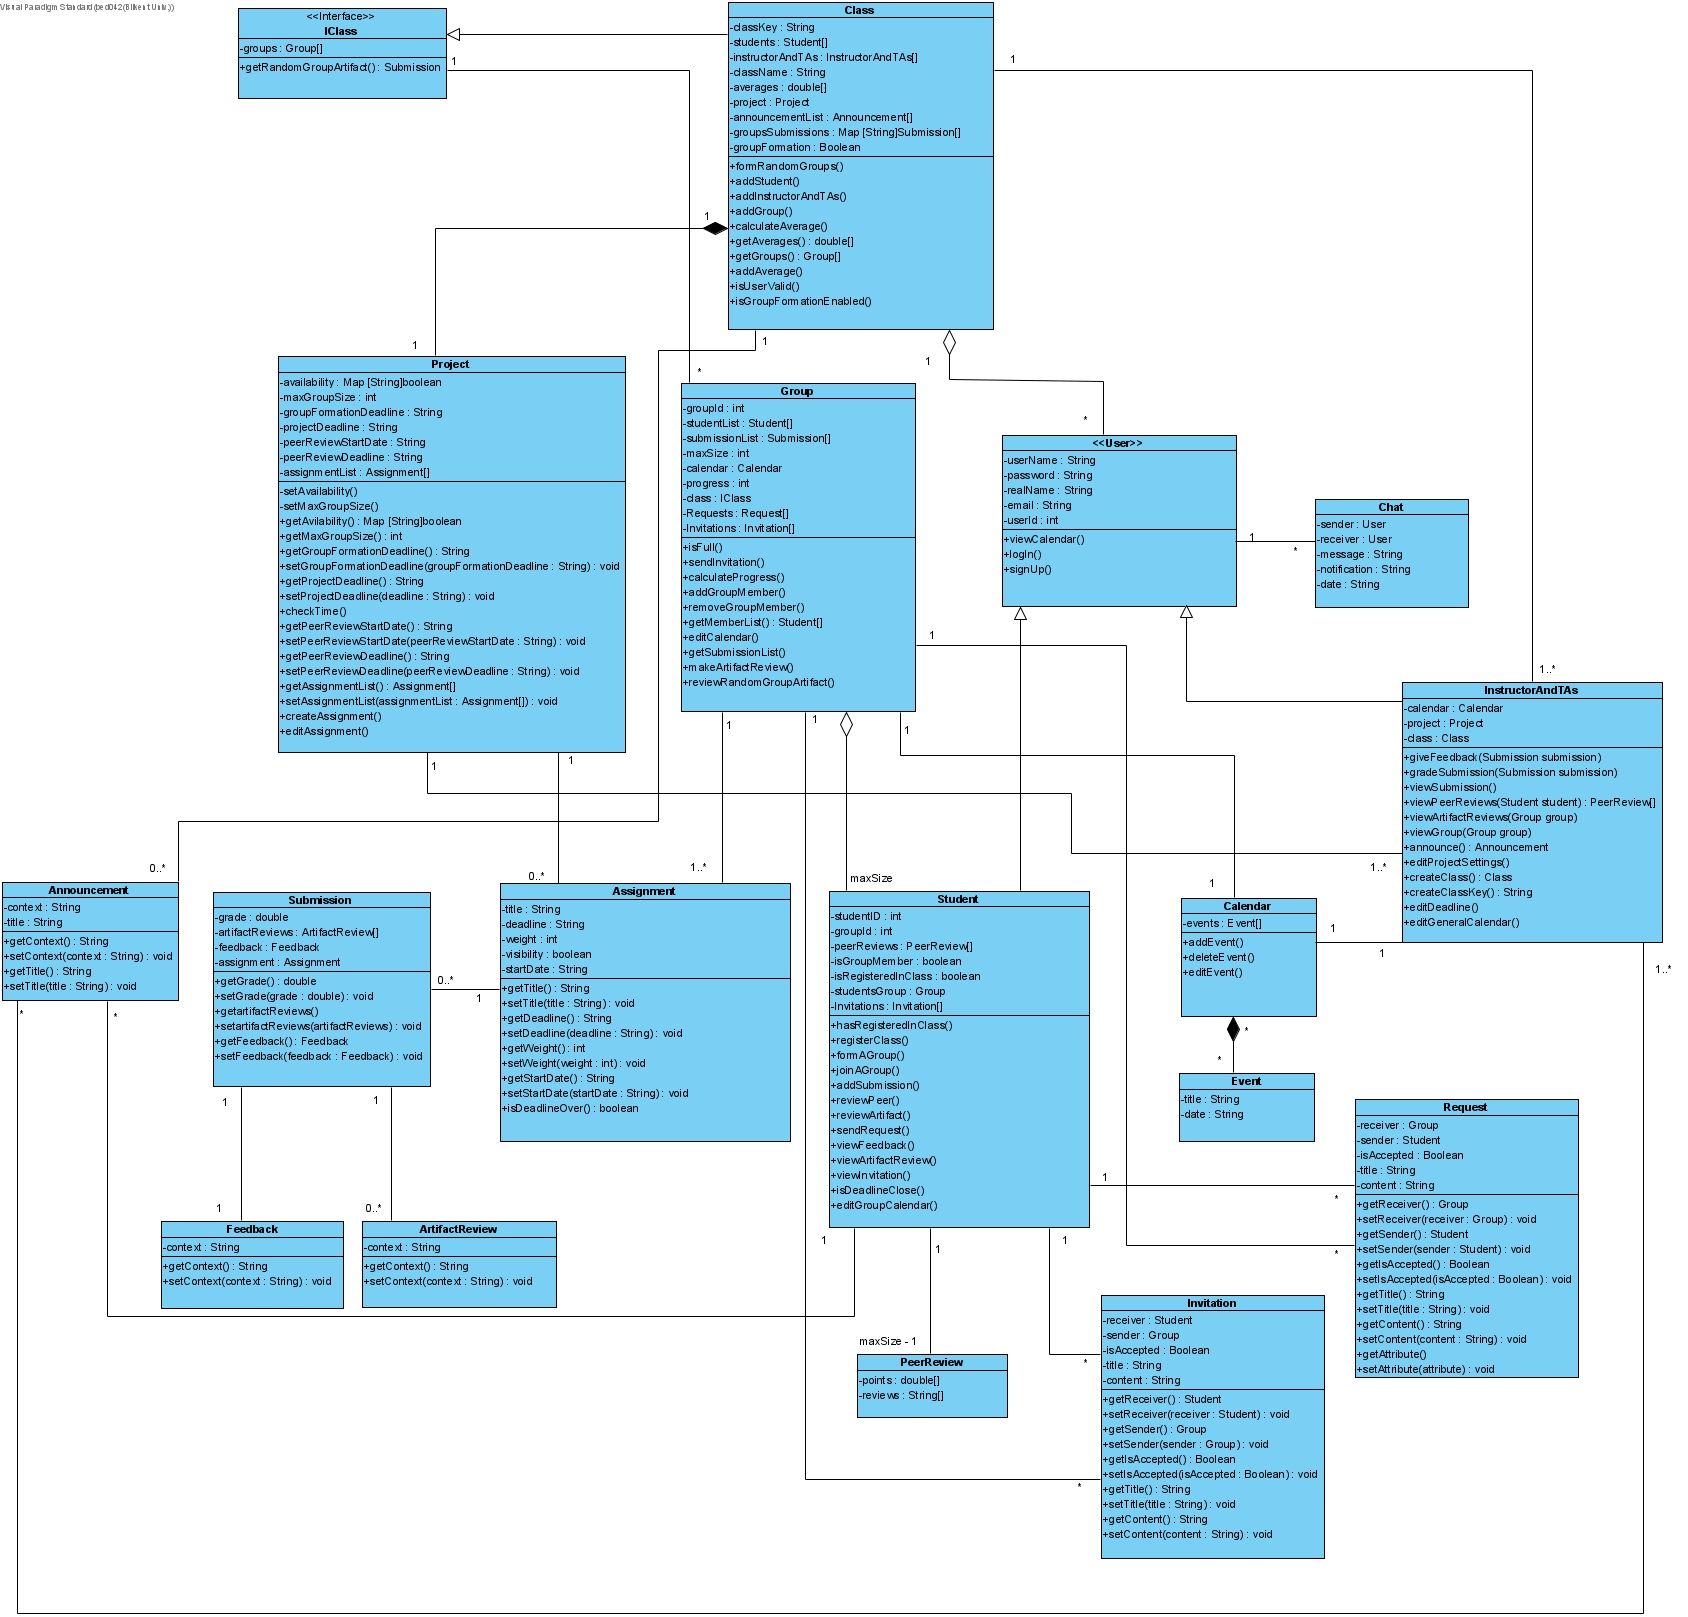 Visual Paradigm Standard(bed042(Bilkent Univ.))
<<Interface>>
IClass
-groups : Group[]
+getRandomGroupArtifact() : Submission
1
Class
-classKey : String
-students : Student[]
-instructorAndTAs : InstructorAndTAs[]
-className : String
-averages : double[]
-project : Project
-announcementList : Announcement[]
-groupsSubmissions : Map [String]Submission[]
-groupFormation : Boolean
+formRandomGroups()
+addStudent()
+addInstructorAndTAs()
+addGroup()
+calculateAverage()
+getAverages() : double[]
+getGroups() : Group[]
+addAverage()
+isUserValid()
+isGroupFormationEnabled()
1
1
1
1
1
*
*
Project
-availability : Map [String]boolean
-maxGroupSize : int
-groupFormationDeadline : String
-projectDeadline : String
-peerReviewStartDate : String
-peerReviewDeadline : String
-assignmentList : Assignment[]
-setAvailability()
-setMaxGroupSize()
+getAvilability() : Map [String]boolean
+getMaxGroupSize() : int
+getGroupFormationDeadline() : String
+setGroupFormationDeadline(groupFormationDeadline : String) : void
+getProjectDeadline() : String
+setProjectDeadline(deadline : String) : void
+checkTime()
+getPeerReviewStartDate() : String
+setPeerReviewStartDate(peerReviewStartDate : String) : void
+getPeerReviewDeadline() : String
+setPeerReviewDeadline(peerReviewDeadline : String) : void
+getAssignmentList() : Assignment[]
+setAssignmentList(assignmentList : Assignment[]) : void
+createAssignment()
+editAssignment()
1
1
Group
-groupId : int
-studentList : Student[]
-submissionList : Submission[]
-maxSize : int
-calendar : Calendar
-progress : int
-class : IClass
-Requests : Request[]
-Invitations : Invitation[]
+isFull()
+sendInvitation()
+calculateProgress()
+addGroupMember()
+removeGroupMember()
+getMemberList() : Student[]
+editCalendar()
+getSubmissionList()
+makeArtifactReview()
+reviewRandomGroupArtifact()
1
1
1
1
<<User>>
-userName : String
-password : String
-realName : String
-email : String
-userId : int
+viewCalendar()
+logIn()
+signUp()
1
*
Chat
-sender : User
-receiver : User
-message : String
-notification : String
-date : String
1..*
InstructorAndTAs
-calendar : Calendar
-project : Project
-class : Class
+giveFeedback(Submission submission)
+gradeSubmission(Submission submission)
+viewSubmission()
+viewPeerReviews(Student student) : PeerReview[]
+viewArtifactReviews(Group group)
+viewGroup(Group group)
+announce() : Announcement
+editProjectSettings()
+createClass() : Class
+createClassKey() : String
+editDeadline()
+editGeneralCalendar()
1..*
1
1
1..*
0..*
Announcement
-context : String
-title : String
+getContext() : String
+setContext(context : String) : void
+getTitle() : String
+setTitle(title : String) : void
*
*
Submission
-grade : double
-artifactReviews : ArtifactReview[]
-feedback : Feedback
-assignment : Assignment
+getGrade() : double
+setGrade(grade : double) : void
+getartifactReviews()
+setartifactReviews(artifactReviews) : void
+getFeedback() : Feedback
+setFeedback(feedback : Feedback) : void
0..*
1
1
1
0..*
1..*
Assignment
-title : String
-deadline : String
-weight : int
-visibility : boolean
-startDate : String
+getTitle() : String
+setTitle(title : String) : void
+getDeadline() : String
+setDeadline(deadline : String) : void
+getWeight() : int
+setWeight(weight : int) : void
+getStartDate() : String
+setStartDate(startDate : String) : void
+isDeadlineOver() : boolean
maxSize
Student
-studentID : int
-groupId : int
-peerReviews : PeerReview[]
-isGroupMember : boolean
-isRegisteredInClass : boolean
-studentsGroup : Group
-Invitations : Invitation[]
+hasRegisteredInClass()
+registerClass()
+formAGroup()
+joinAGroup()
+addSubmission()
+reviewPeer()
+reviewArtifact()
+sendRequest()
+viewFeedback()
+viewArtifactReview()
+viewInvitation()
+isDeadlineClose()
+editGroupCalendar()
1
1
1
1
1
Calendar
-events : Event[]
+addEvent()
+deleteEvent()
+editEvent()
*
*
Event
-title : String
-date : String
1
Feedback
-context : String
+getContext() : String
+setContext(context : String) : void
0..*
ArtifactReview
-context : String
+getContext() : String
+setContext(context : String) : void
maxSize - 1
PeerReview
-points : double[]
-reviews : String[]
*
*
Request
-receiver : Group
-sender : Student
-isAccepted : Boolean
-title : String
-content : String
+getReceiver() : Group
+setReceiver(receiver : Group) : void
+getSender() : Student
+setSender(sender : Student) : void
+getIsAccepted() : Boolean
+setIsAccepted(isAccepted : Boolean) : void
+getTitle() : String
+setTitle(title : String) : void
+getContent() : String
+setContent(content : String) : void
+getAttribute()
+setAttribute(attribute) : void
*
*
Invitation
-receiver : Student
-sender : Group
-isAccepted : Boolean
-title : String
-content : String
+getReceiver() : Student
+setReceiver(receiver : Student) : void
+getSender() : Group
+setSender(sender : Group) : void
+getIsAccepted() : Boolean
+setIsAccepted(isAccepted : Boolean) : void
+getTitle() : String
+setTitle(title : String) : void
+getContent() : String
+setContent(content : String) : void